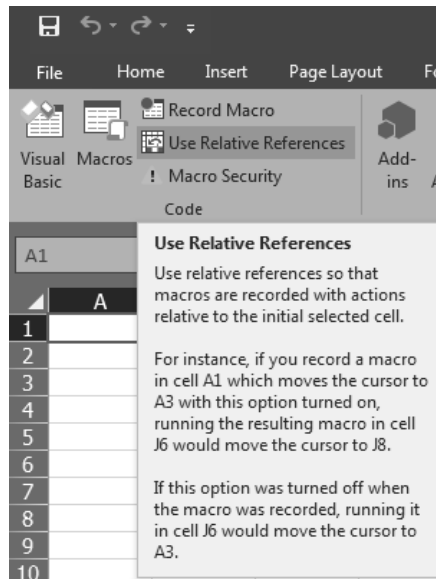 File Home Insert Page Layout
Record Macro
Use Relative References
Macro Security
Visual Basic
Macros
Add-ins
Code
A1
Use Relative References
Use relative references so that
macros are recorded with actions
relative to the initial selected cell.
For instance, if you record a macro
in cell A1 which moves the cursor to
A3 with this option turned on,
running the resulting macro in cell
J6 would move the cursor to J8.
If this option was turned off when
the macro was recorded, running it
in cell J6 would move the cursor to
A3.
A
1
2
3
4
5
6
7
8
9
10